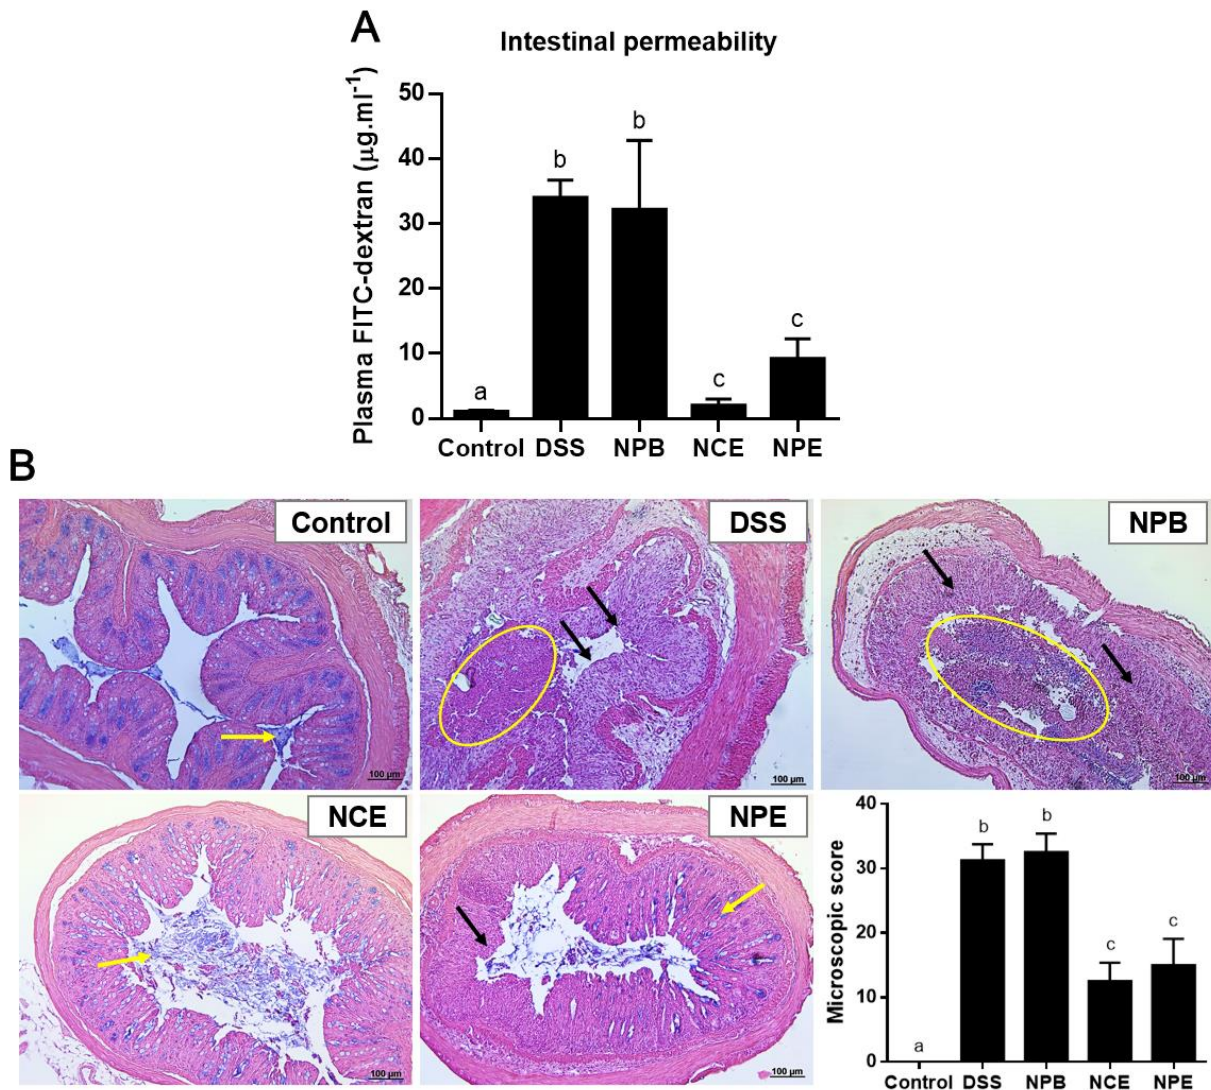 A
Intestinal permeability
Plasma FITC-dextran (µg.ml⁻¹)
50
40
30
20
10
0
a
b
b
c
c
Control DSS NPB NCE NPE
B
Control
100 µm
DSS
100 µm
NPB
100 µm
NCE
100 µm
NPE
100 µm
Microscopic score
40
30
20
10
0
a
b
b
c
c
Control DSS NPB NCE NPE